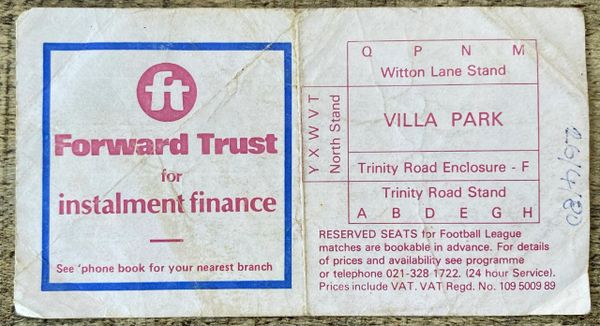 ft
Forward Trust
for
instalment finance
See 'phone book for your nearest branch
Q P N M
Witton Lane Stand
Y X W V T
North Stand
VILLA PARK
Trinity Road Enclosure - F
Trinity Road Stand
A B D E G H
RESERVED SEATS for Football League
matches are bookable in advance. For details
of prices and availability see programme
or telephone 021-328 1722. (24 hour Service).
Prices include VAT. VAT Regd. No. 109 5009 89
26/4/80